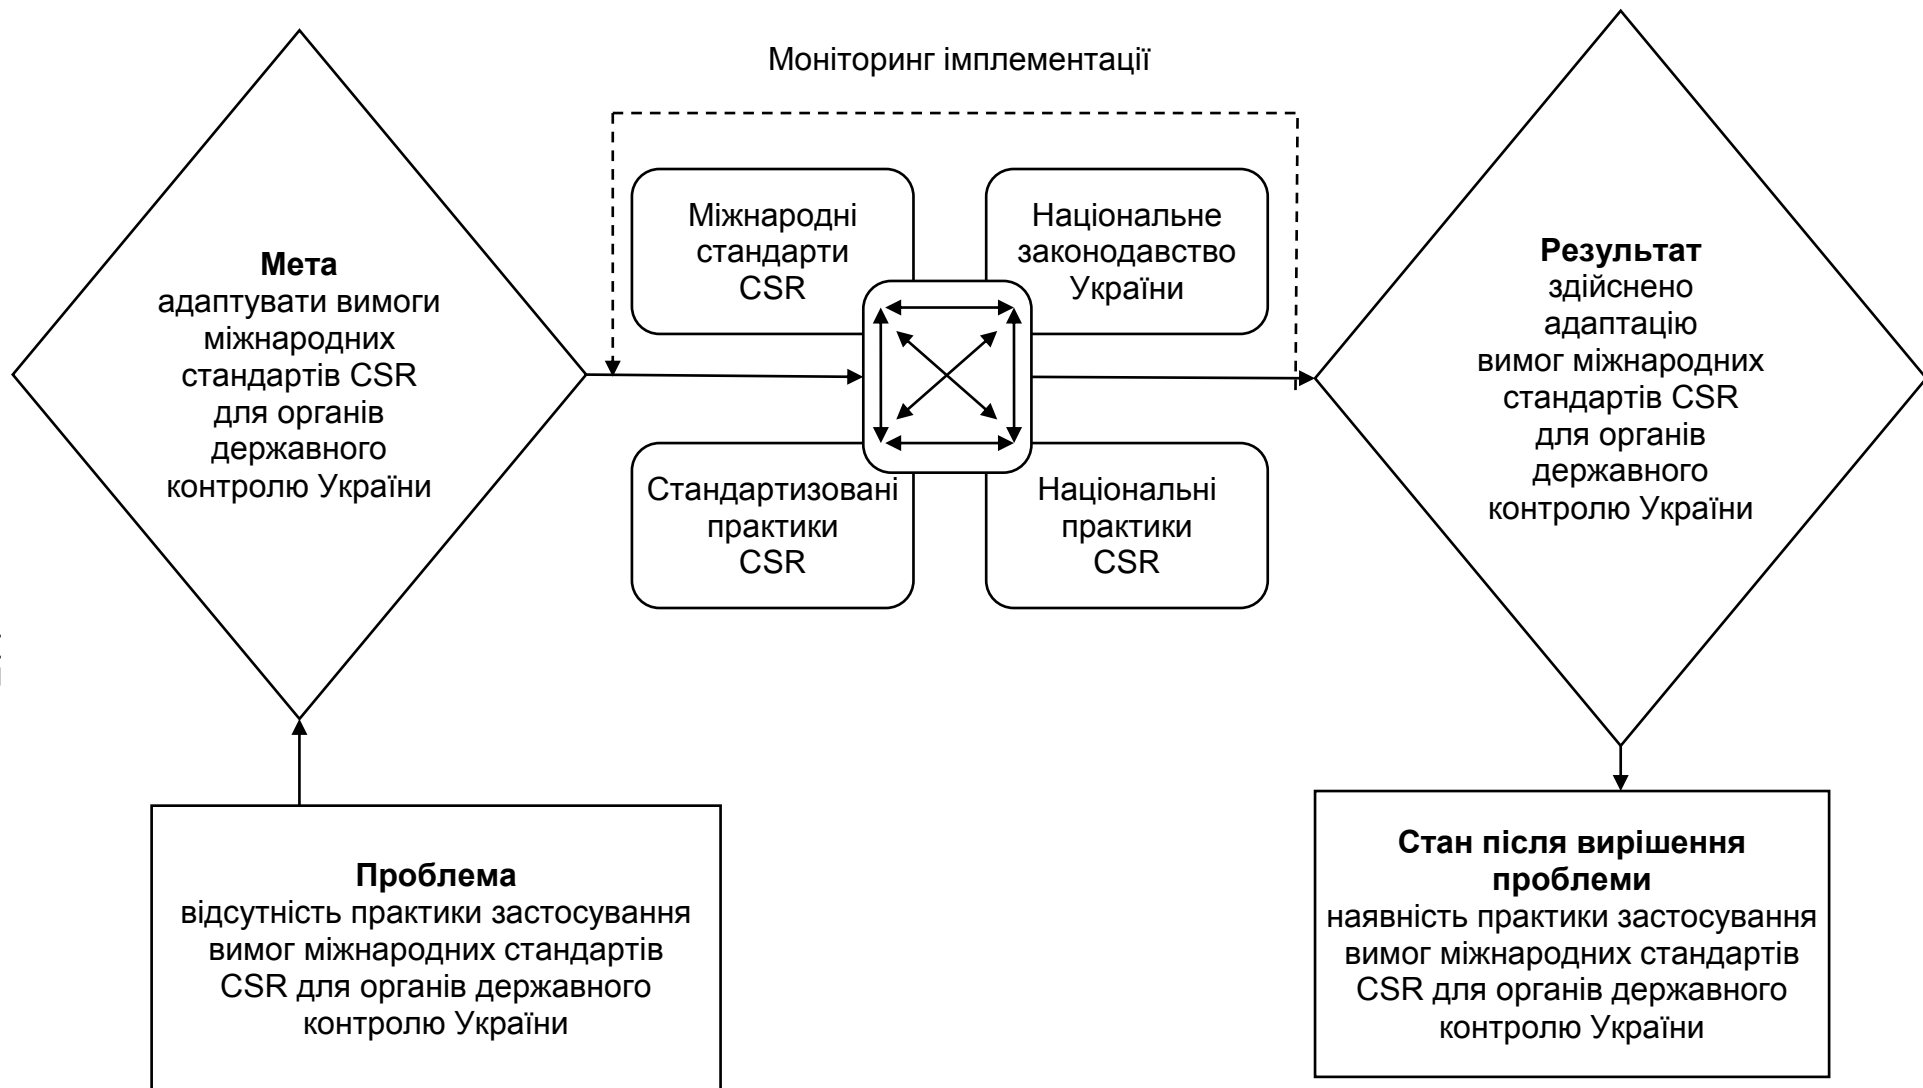 Моніторинг імплементації
Мета
адаптувати вимоги
міжнародних
стандартів CSR
для органів
державного
контролю України
Міжнародні
стандарти
CSR
Національне
законодавство
України
Стандартизовані
практики
CSR
Національні
практики
CSR
Результат
здійснено
адаптацію
вимог міжнародних
стандартів CSR
для органів
державного
контролю України
Проблема
відсутність практики застосування
вимог міжнародних стандартів
CSR для органів державного
контролю України
Стан після вирішення
проблеми
наявність практики застосування
вимог міжнародних стандартів
CSR для органів державного
контролю України